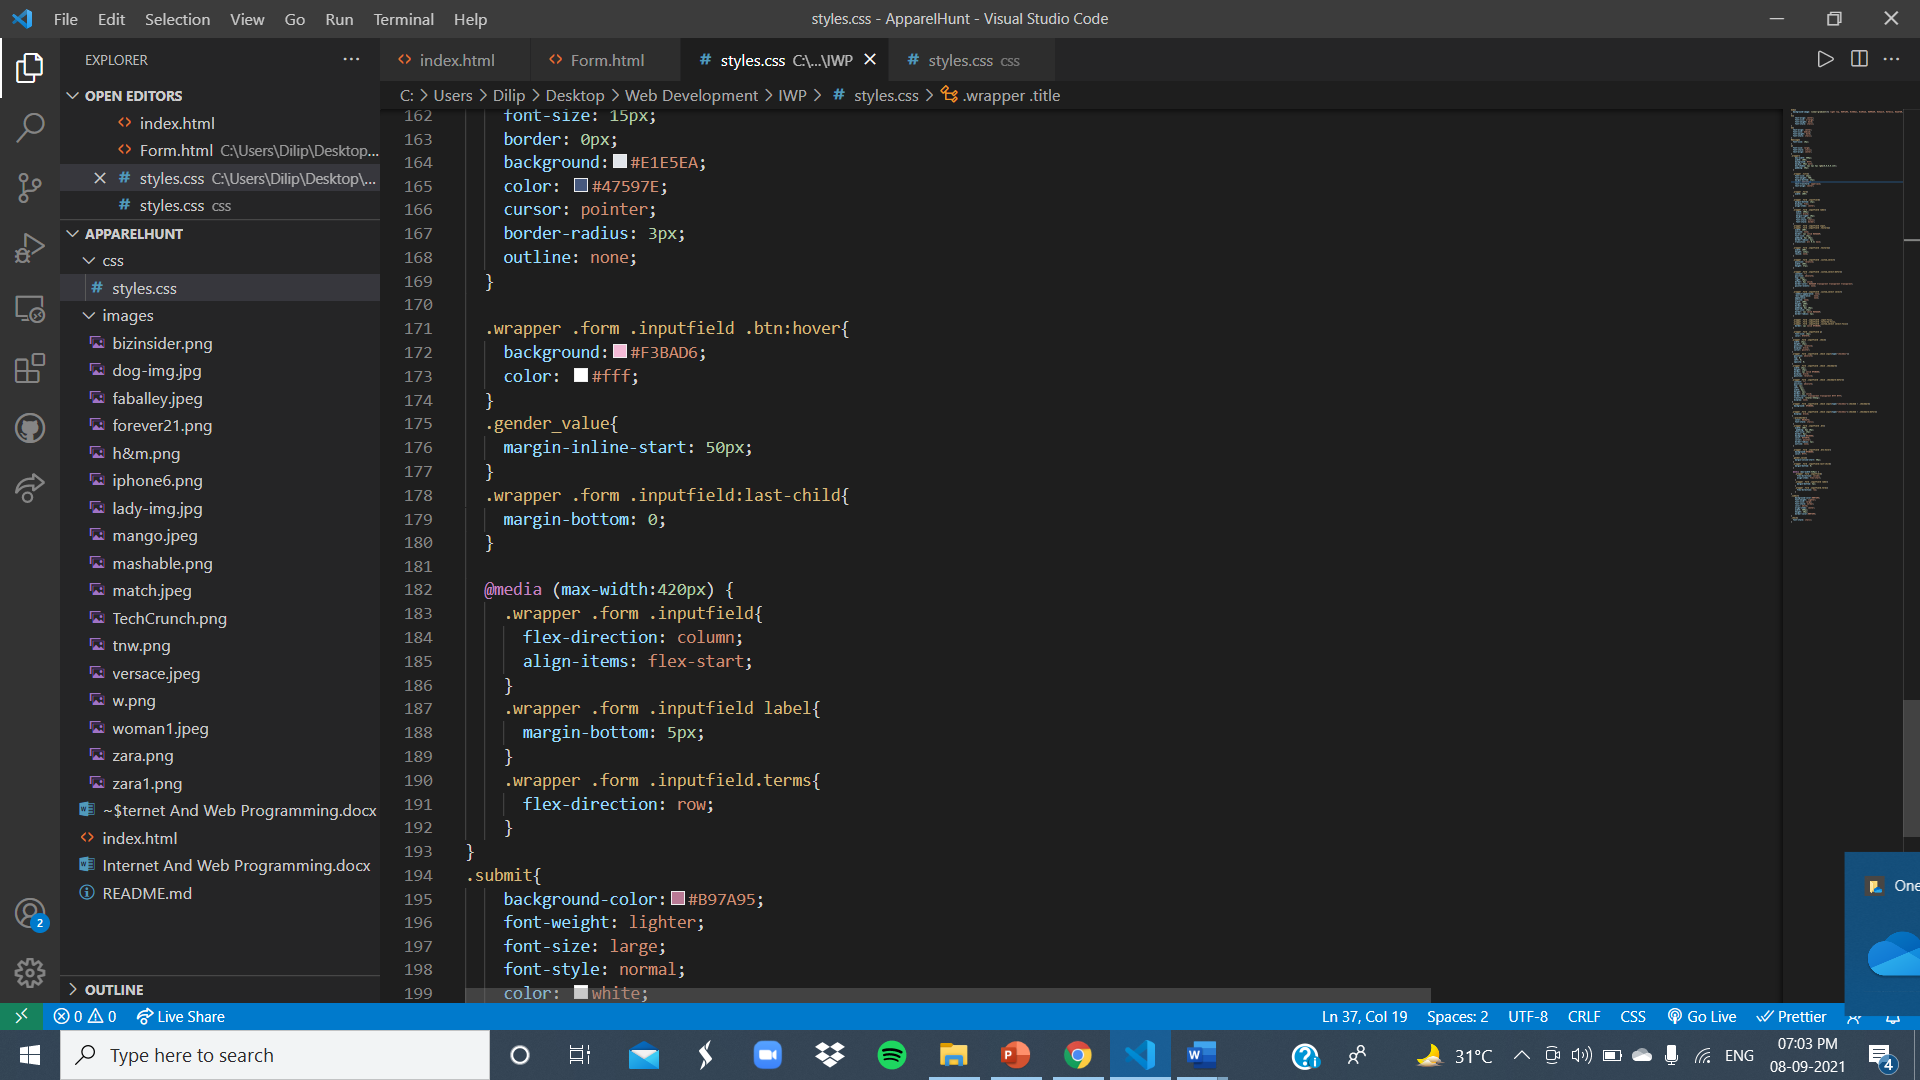 File Edit Selection View Go Run Terminal Help
styles.css - ApparelHunt - Visual Studio Code
EXPLORER
index.html
Form.html
styles.css C:\...\IWP
styles.css css
C: > Users > Dilip > Desktop > Web Development > IWP > # styles.css > .wrapper .title
OPEN EDITORS
index.html
Form.html C:\Users\Dilip\Desktop...
styles.css C:\Users\Dilip\Desktop\...
styles.css css
APPARELHUNT
css
styles.css
images
bizinsider.png
dog-img.jpg
faballey.jpeg
forever21.png
h&m.png
iphone6.png
lady-img.jpg
mango.jpeg
mashable.png
match.jpeg
TechCrunch.png
tnw.png
versace.jpeg
w.png
woman1.jpeg
zara.png
zara1.png
~$ternet And Web Programming.docx
index.html
Internet And Web Programming.docx
README.md
OUTLINE
162 font-size: 15px;
163 border: 0px;
164 background: #E1E5EA;
165 color: #47597E;
166 cursor: pointer;
167 border-radius: 3px;
168 outline: none;
169 }
170
171 .wrapper .form .inputfield .btn:hover{
172 background: #F3BAD6;
173 color: #fff;
174 }
175 .gender_value{
176 margin-inline-start: 50px;
177 }
178 .wrapper .form .inputfield:last-child{
179 margin-bottom: 0;
180 }
181
182 @media (max-width:420px) {
183 .wrapper .form .inputfield{
184 flex-direction: column;
185 align-items: flex-start;
186 }
187 .wrapper .form .inputfield label{
188 margin-bottom: 5px;
189 }
190 .wrapper .form .inputfield.terms{
191 flex-direction: row;
192 }
193 }
194 .submit{
195 background-color: #B97A95;
196 font-weight: lighter;
197 font-size: large;
198 font-style: normal;
199 color: white;
One
2
0 0 Live Share
Ln 37, Col 19 Spaces: 2 UTF-8 CRLF CSS Go Live Prettier
Type here to search
31°C
ENG
07:03 PM
08-09-2021
4